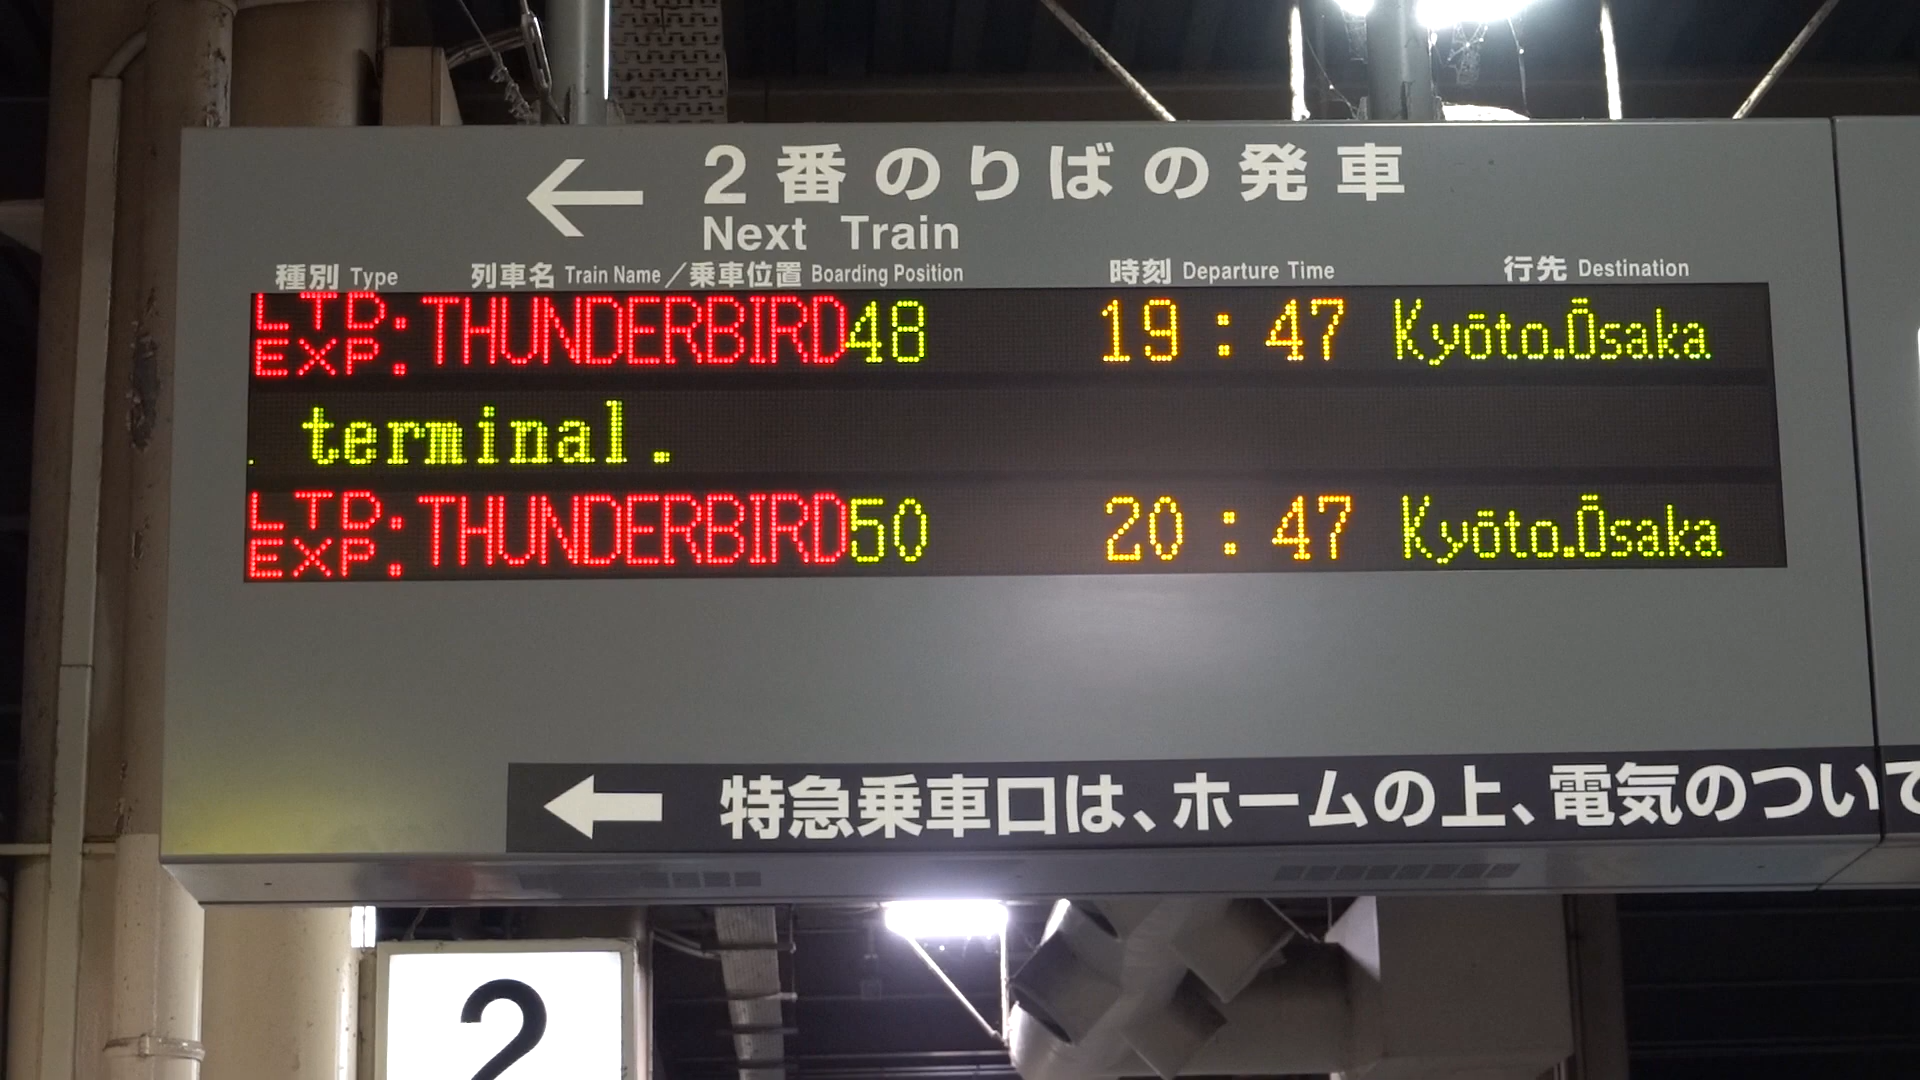 ← 2番のりばの発車
Next Train
種別 Type 列車名 Train Name／乗車位置 Boarding Position 時刻 Departure Time 行先 Destination
LTD. EXP. THUNDERBIRD48 19:47 Kyōto.Ōsaka
terminal.
LTD. EXP. THUNDERBIRD50 20:47 Kyōto.Ōsaka
← 特急乗車口は、ホームの上、電気のついて
2